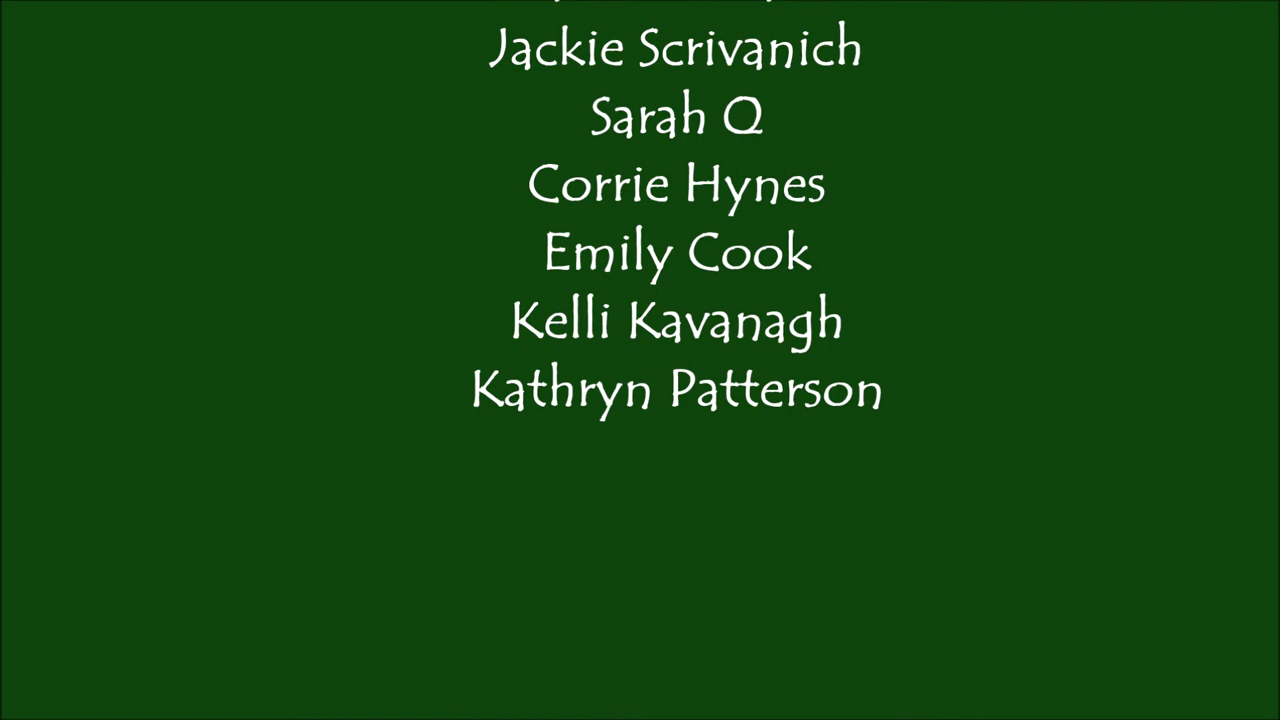 Jackie Scrivanich
Sarah Q
Corrie Hynes
Emily Cook
Kelli Kavanagh
Kathryn Patterson